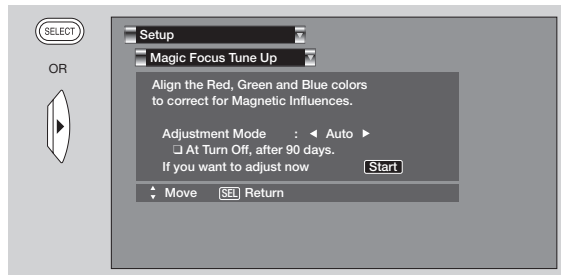 SELECT
OR
Setup
Magic Focus Tune Up
Align the Red, Green and Blue colors
to correct for Magnetic Influences.
Adjustment Mode : ◄ Auto ►
❏ At Turn Off, after 90 days.
If you want to adjust now Start
Move SEL Return